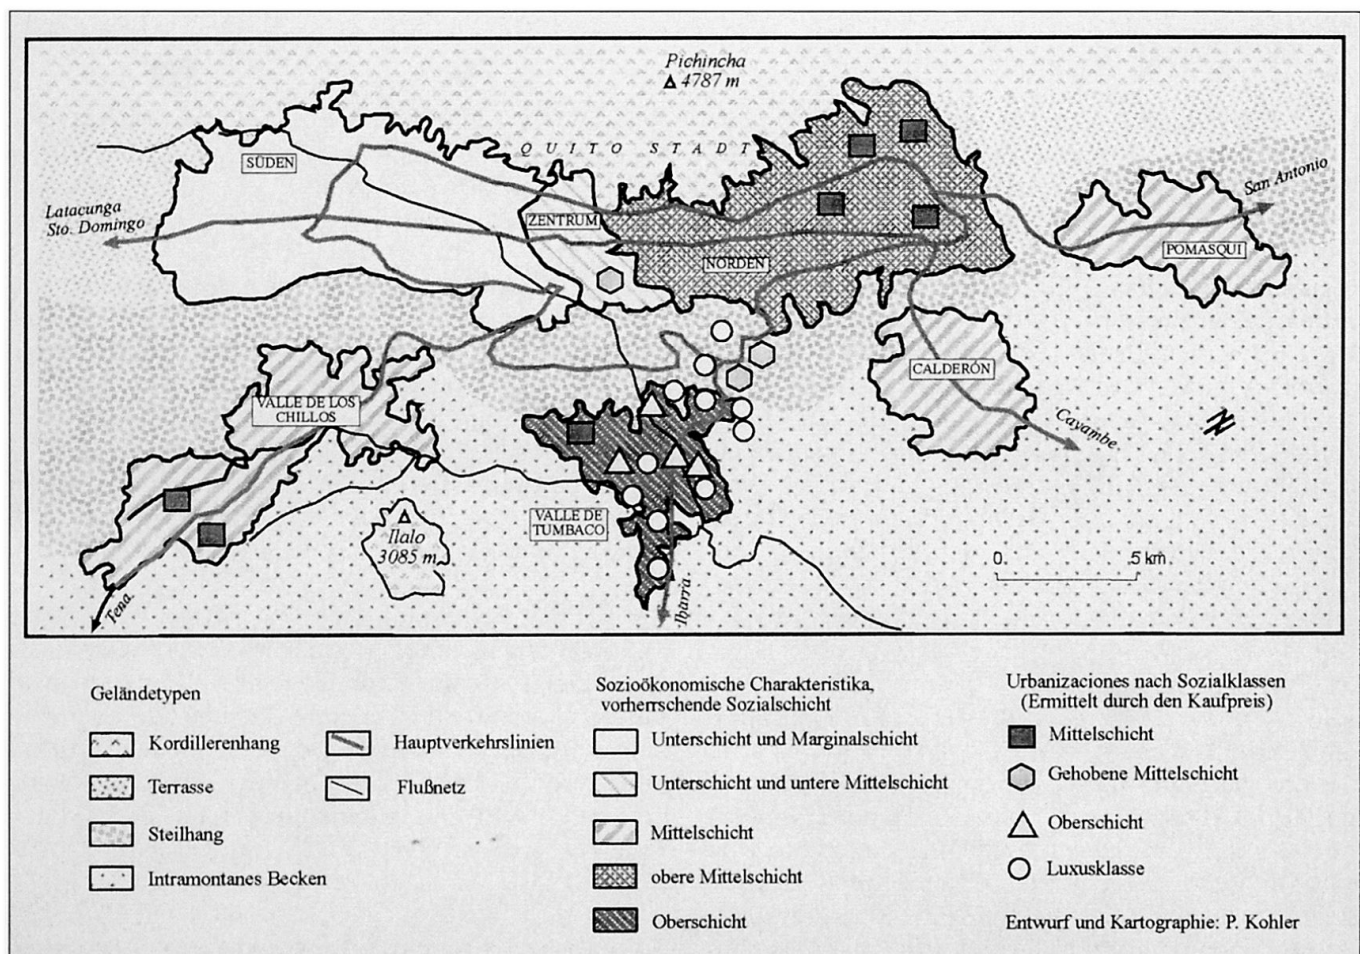 Pichincha
4787 m
QUITO STADT
SÜDEN
Latacunga
Sto. Domingo
ZENTRUM
NORDEN
San Antonio
POMASQUI
CALDERÓN
Cayambe
N
VALLE DE LOS
CHILLOS
VALLE DE
TUMBACO
Ilalo
3085 m
Tena
Ibarra
0 5 km
Geländetypen
Kordillerenhang
Terrasse
Steilhang
Intramontanes Becken
Hauptverkehrslinien
Flußnetz
Sozioökonomische Charakteristika,
vorherrschende Sozialschicht
Unterschicht und Marginalschicht
Unterschicht und untere Mittelschicht
Mittelschicht
obere Mittelschicht
Oberschicht
Urbanizaciones nach Sozialklassen
(Ermittelt durch den Kaufpreis)
Mittelschicht
Gehobene Mittelschicht
Oberschicht
Luxusklasse
Entwurf und Kartographie: P. Kohler